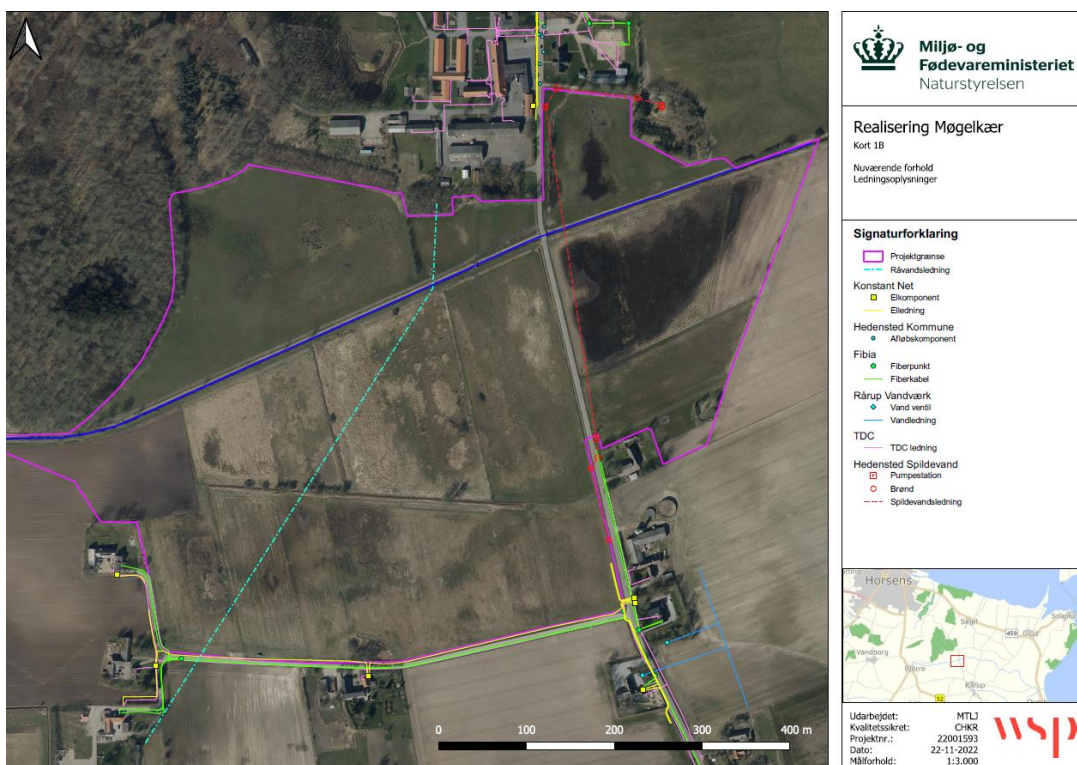 Miljø- og
Fødevareministeriet
Naturstyrelsen
Realisering Møgelkær
Kort 1B
Nuværende forhold
Ledningsoplysninger
Signaturforklaring
Projektgrænse
Råvandsledning
Konstant Net
Elkomponent
Elledning
Hedensted Kommune
Afløbskomponent
Fibia
Fiberpunkt
Fiberkabel
Rårup Vandværk
Vand ventil
Vandledning
TDC
TDC ledning
Hedensted Spildevand
Pumpestation
Brønd
Spildevandsledning
0 100 200 300 400 m
Horsens
Sejet
459
Glud
Vandborg
Bjerre
Rårup
52
Udarbejdet: MTLJ
Kvalitetssikret: CHKR
Projektnr.: 22001593
Dato: 22-11-2022
Målforhold: 1:3.000
wsp